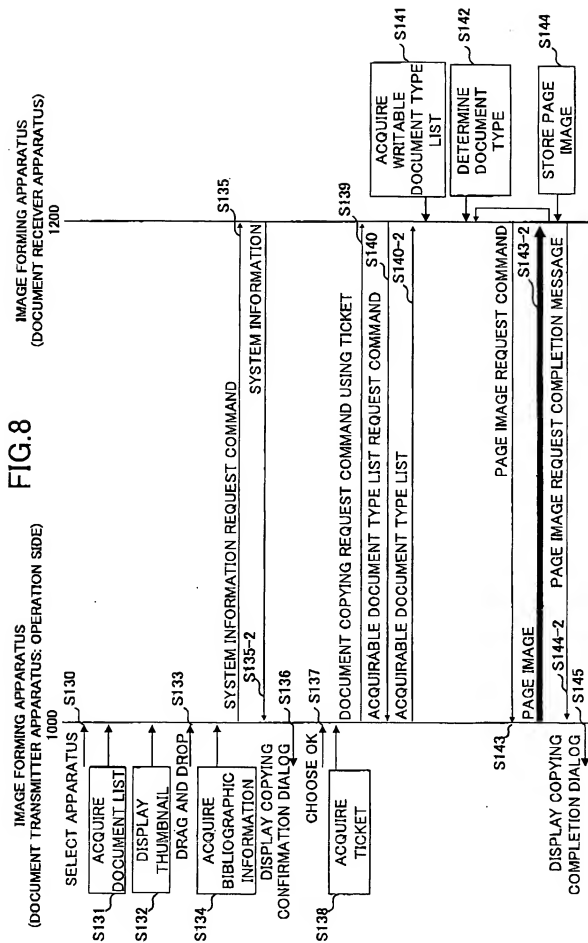 FIG.8
IMAGE FORMING APPARATUS
(DOCUMENT TRANSMITTER APPARATUS: OPERATION SIDE)
1000
IMAGE FORMING APPARATUS
(DOCUMENT RECEIVER APPARATUS)
1200
SELECT APPARATUS
S130
S131
ACQUIRE
DOCUMENT LIST
S132
DISPLAY
THUMBNAIL
DRAG AND DROP
S133
S134
ACQUIRE
BIBLIOGRAPHIC
INFORMATION
SYSTEM INFORMATION REQUEST COMMAND
S135
S135-2
SYSTEM INFORMATION
DISPLAY COPYING
CONFIRMATION DIALOG
S136
CHOOSE OK
S137
S138
ACQUIRE
TICKET
DOCUMENT COPYING REQUEST COMMAND USING TICKET
S139
ACQUIRABLE DOCUMENT TYPE LIST REQUEST COMMAND
S140
ACQUIRABLE DOCUMENT TYPE LIST
S140-2
ACQUIRE
WRITABLE
DOCUMENT TYPE
LIST
S141
DETERMINE
DOCUMENT
TYPE
S142
S143
PAGE IMAGE REQUEST COMMAND
PAGE IMAGE
S143-2
STORE PAGE
IMAGE
S144
S144-2
PAGE IMAGE REQUEST COMPLETION MESSAGE
DISPLAY COPYING
COMPLETION DIALOG
S145